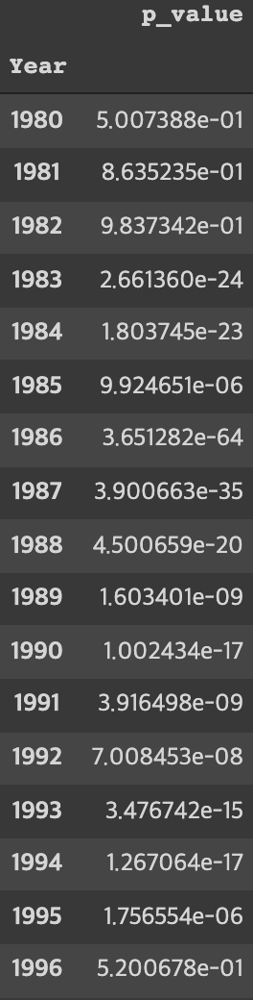 p_value
Year
1980 5.007388e-01
1981 8.635235e-01
1982 9.837342e-01
1983 2.661360e-24
1984 1.803745e-23
1985 9.924651e-06
1986 3.651282e-64
1987 3.900663e-35
1988 4.500659e-20
1989 1.603401e-09
1990 1.002434e-17
1991 3.916498e-09
1992 7.008453e-08
1993 3.476742e-15
1994 1.267064e-17
1995 1.756554e-06
1996 5.200678e-01